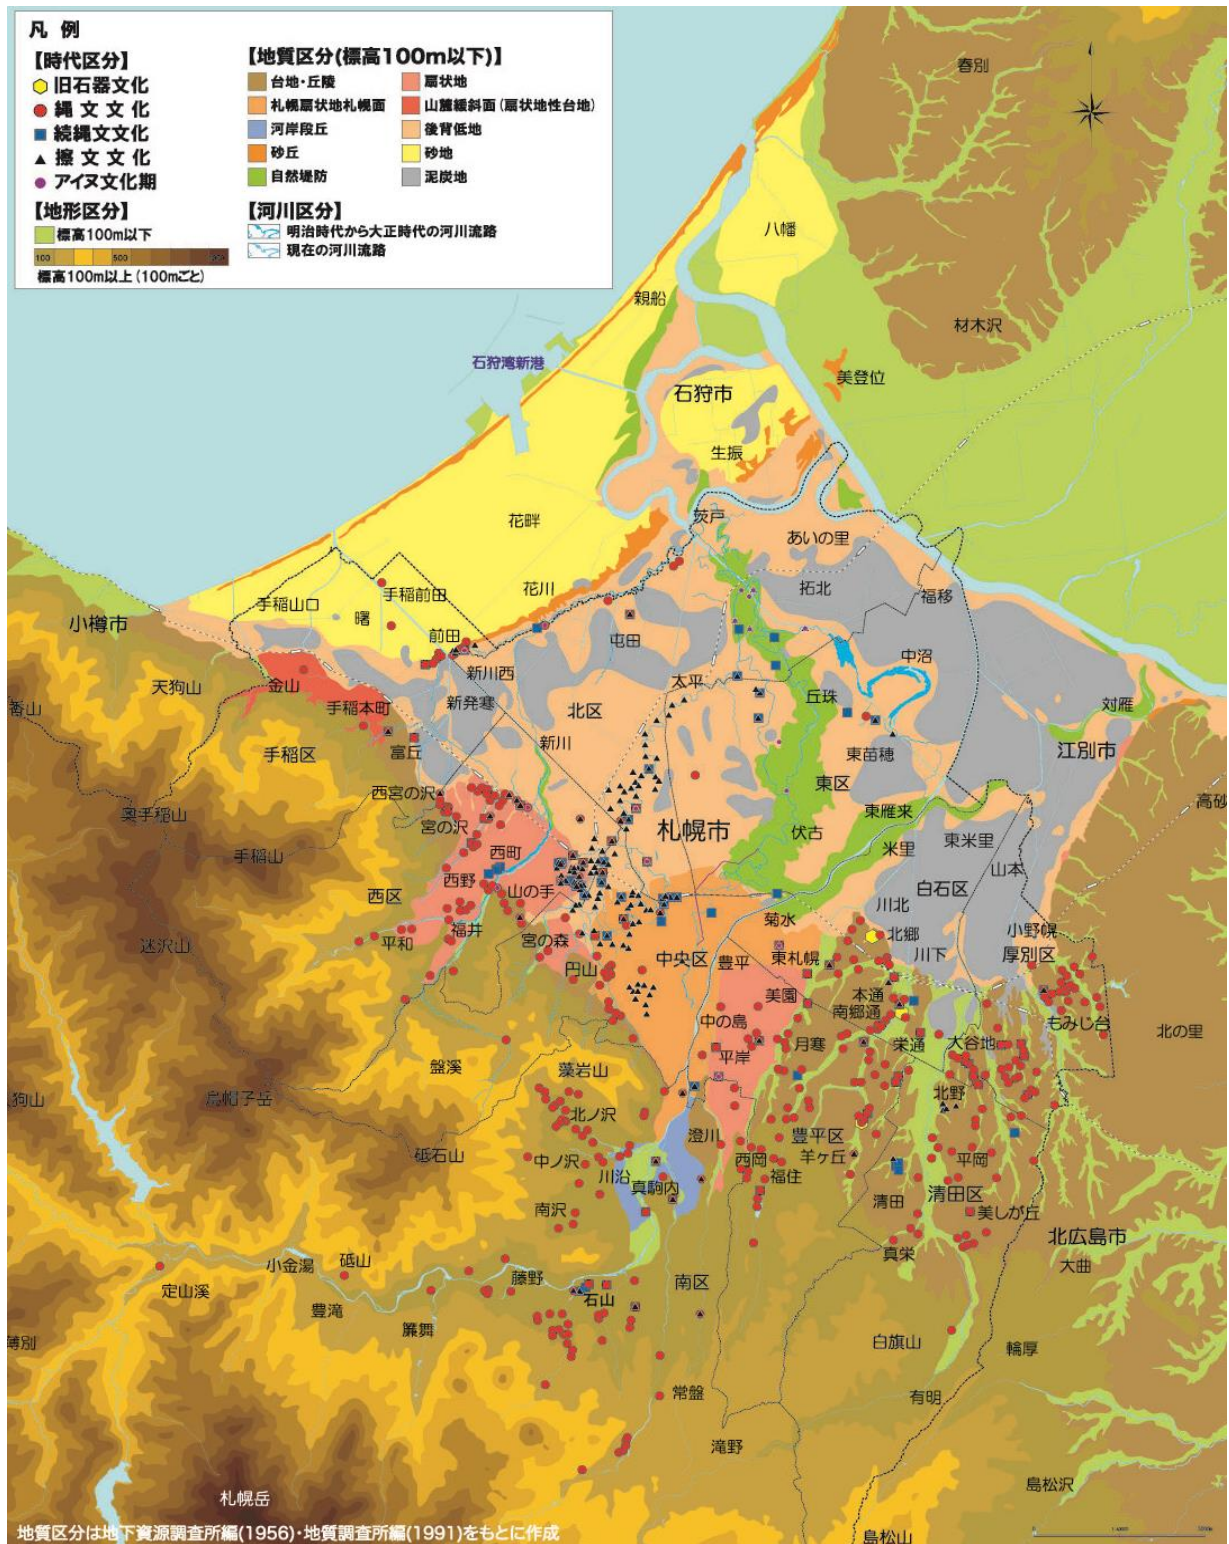 凡 例
【時代区分】
旧石器文化
縄 文 文 化
続縄文文化
擦 文 文 化
アイヌ文化期
【地形区分】
標高100m以下
100 500
標高100m以上(100mごと)
【地質区分(標高100m以下)】
台地・丘陵
扇状地
札幌扇状地札幌面
山麓緩斜面(扇状地性台地)
河岸段丘
後背低地
砂丘
砂地
自然堤防
泥炭地
【河川区分】
明治時代から大正時代の河川流路
現在の河川流路
春別
八幡
親船
材木沢
石狩湾新港
美登位
石狩市
生振
花畔
茨戸
あいの里
花川
拓北
福移
手稲山口
手稲前田
曙
小樽市
前田
屯田
中沼
新川西
太平
金山
天狗山
手稲本町
新発寒
北区
丘珠
対雁
番山
富丘
新川
東苗穂
江別市
手稲区
西宮の沢
東区
高砂
奥手稲山
宮の沢
札幌市
伏古
東雁来
手稲山
西町
米里
東米里
山本
西区
西野
山の手
白石区
迷沢山
平和
福井
宮の森
菊水
川北
北郷
小野幌
円山
中央区
豊平
東札幌
川下
厚別区
美園
本通
中の島
南郷通
もみじ台
北の里
月寒
栄通
大谷地
盤渓
藻岩山
平岸
狗山
烏帽子岳
北ノ沢
北野
砥石山
澄川
豊平区
中ノ沢
西岡
羊ヶ丘
平岡
川沿
真駒内
福住
清田
清田区
南沢
美しが丘
北広島市
真栄
大曲
砥山
小金湯
藤野
定山溪
石山
南区
豊滝
簾舞
薄別
白旗山
輪厚
常盤
有明
滝野
島松沢
札幌岳
地質区分は地下資源調査所編(1956)・地質調査所編(1991)をもとに作成
島松山